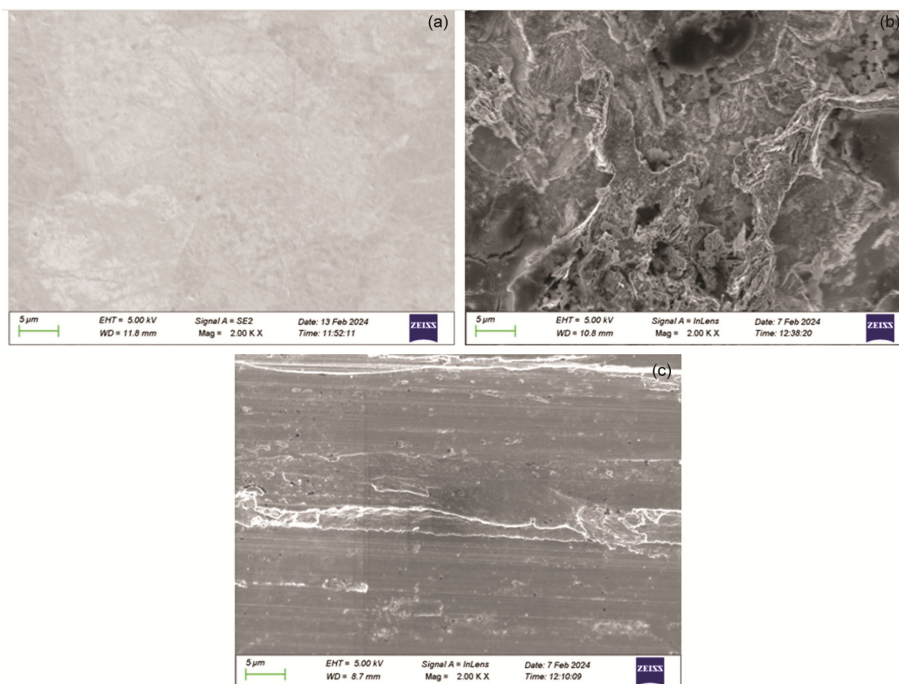 (a)
5 µm
EHT = 5.00 kV
Signal A = SE2
Date: 13 Feb 2024
WD = 11.8 mm
Mag = 2.00 K X
Time: 11:52:11
ZEISS
(b)
5 µm
EHT = 5.00 kV
Signal A = InLens
Date: 7 Feb 2024
WD = 10.8 mm
Mag = 2.00 K X
Time: 12:38:20
ZEISS
(c)
5 µm
EHT = 5.00 kV
Signal A = InLens
Date: 7 Feb 2024
WD = 8.7 mm
Mag = 2.00 K X
Time: 12:10:09
ZEISS